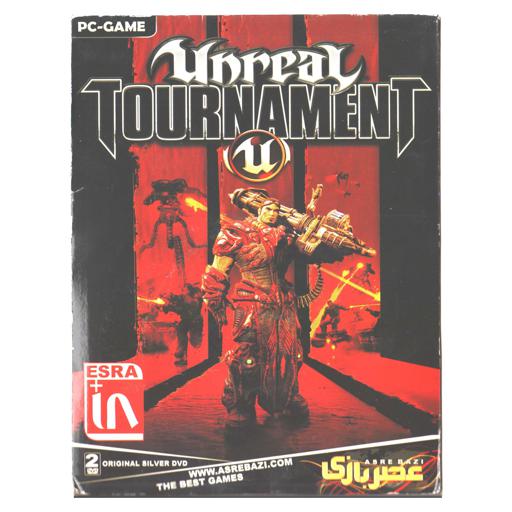 PC-GAME
Unreal
TOURNAMENT
U
ESRA
+۱۸
2 DVD
ORIGINAL SILVER DVD
WWW.ASREBAZI.COM
THE BEST GAMES
ASRE BAZI
عصر بازی